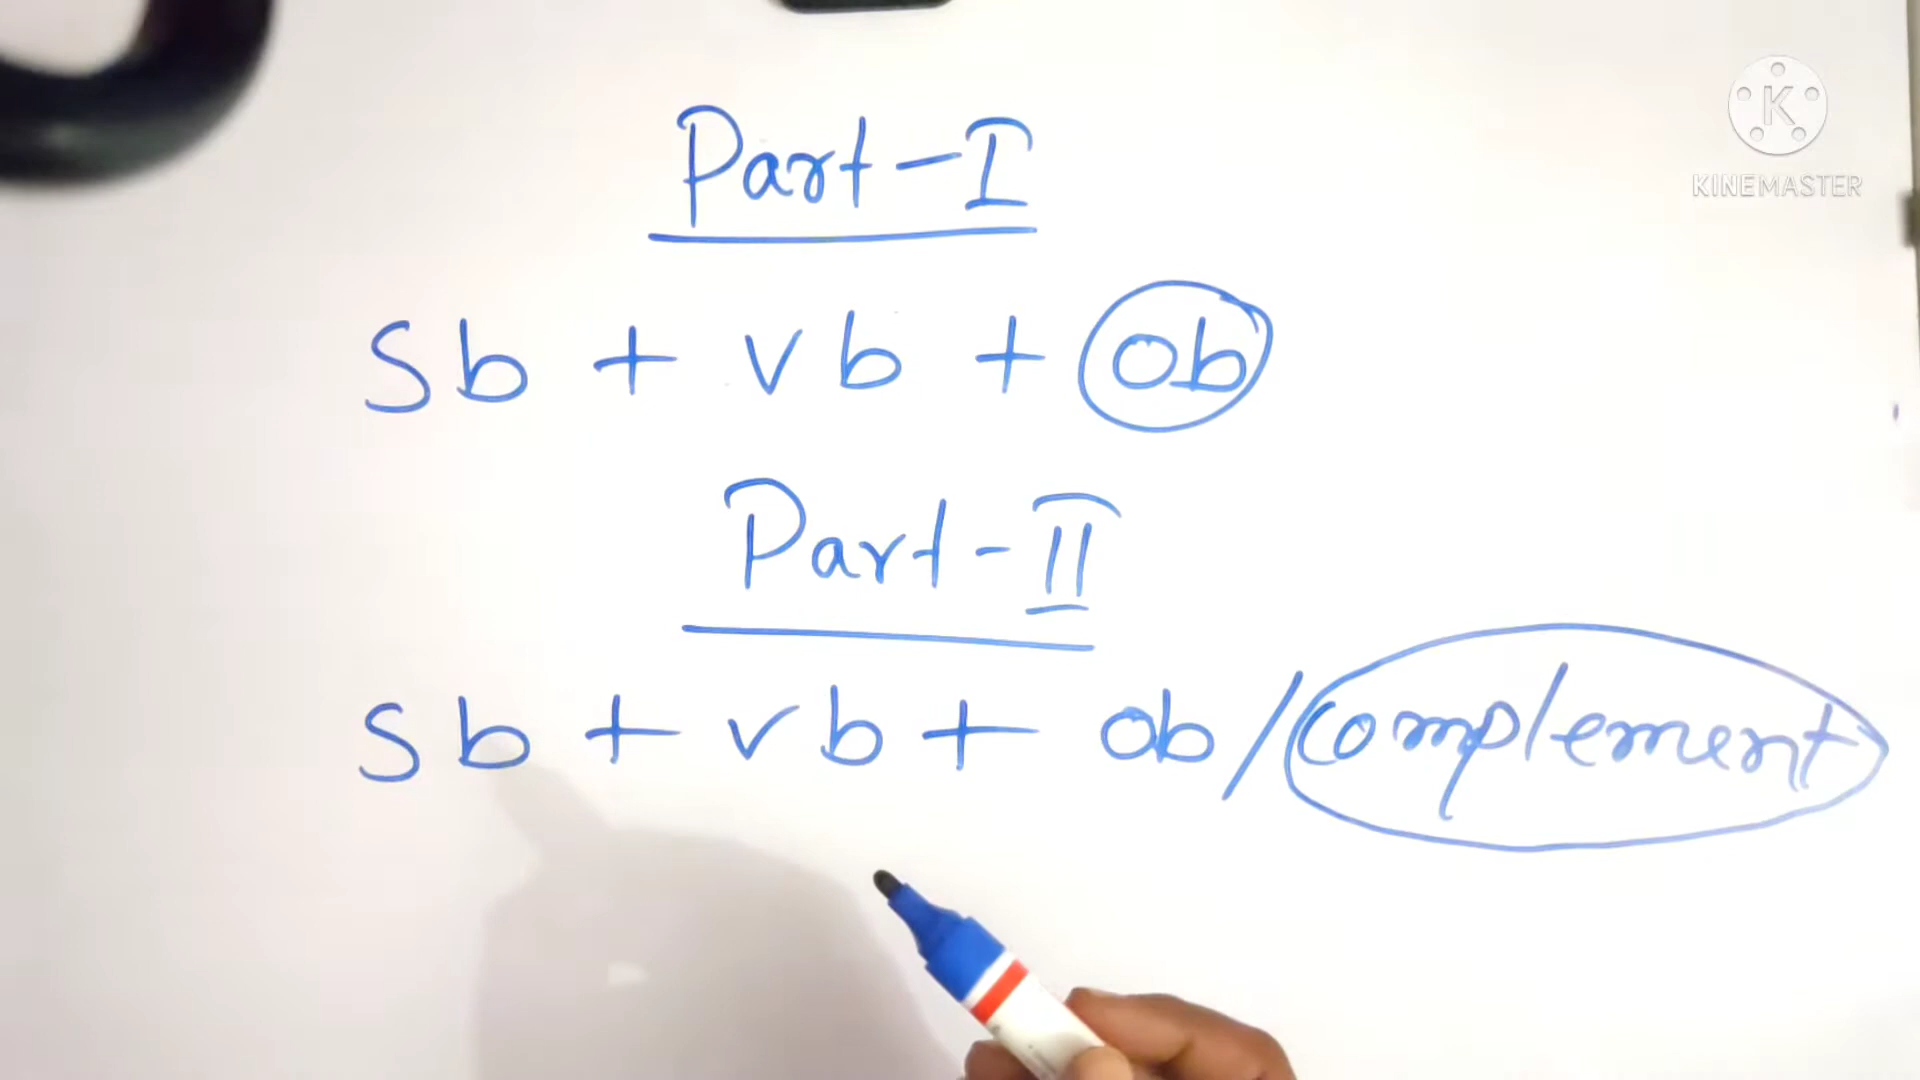 Part-I
K
KINEMASTER
Sb + vb + ob
Part-II
Sb + vb + ob/complement